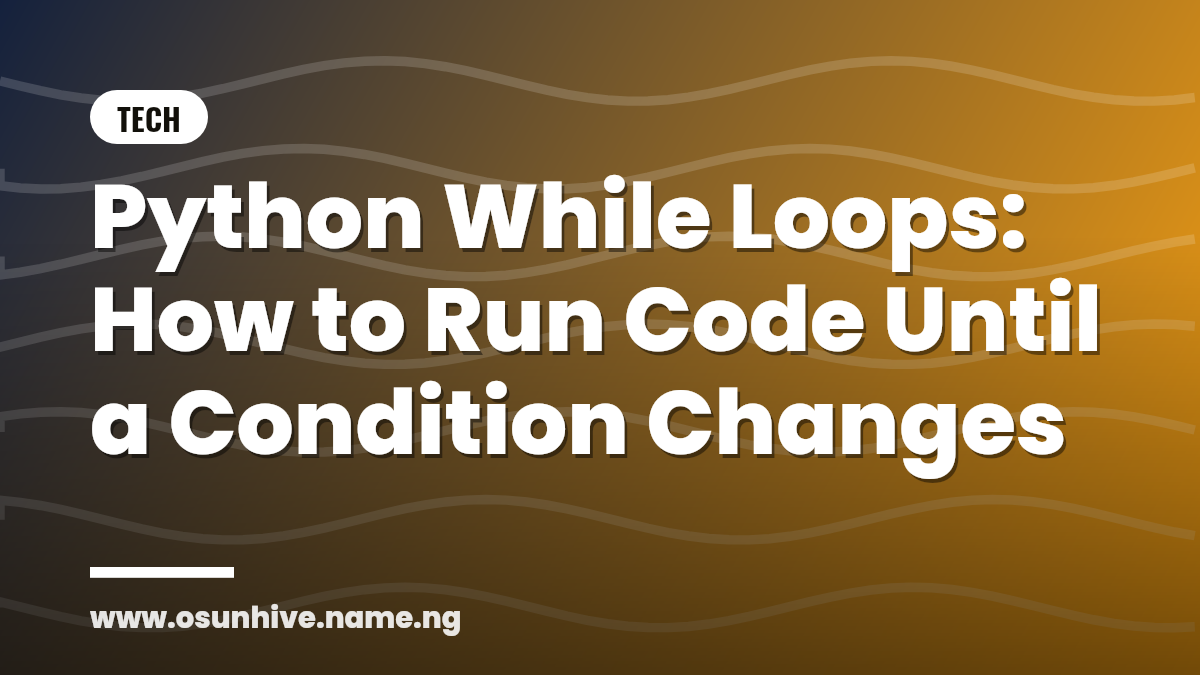 TECH
Python While Loops:
How to Run Code Until
a Condition Changes
www.osunhive.name.ng